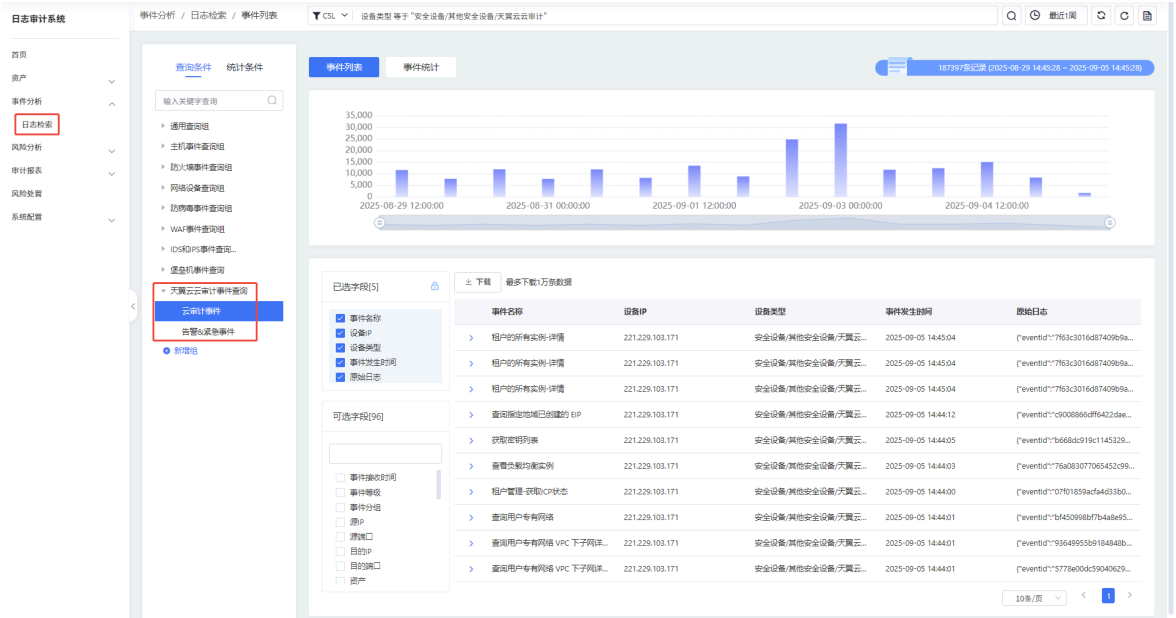 日志审计系统
首页
资产
事件分析
日志检索
风险分析
审计报表
风险处置
系统配置
事件分析 / 日志检索 / 事件列表
CSL 设备类型 等于 "安全设备/其他安全设备/天翼云云审计"
最近1周
查询条件 统计条件
输入关键字查询
通用查询组
主机事件查询组
防火墙事件查询组
网络设备查询组
防病毒事件查询组
WAF事件查询组
IDS和IPS事件查询...
堡垒机事件查询
天翼云云审计事件查询
云审计事件
告警&紧急事件
新增组
事件列表 事件统计
187397条记录 (2025-08-29 14:45:28 ~ 2025-09-05 14:45:28)
35,000
30,000
25,000
20,000
15,000
10,000
5,000
0
2025-08-29 12:00:00 2025-08-31 00:00:00 2025-09-01 12:00:00 2025-09-03 00:00:00 2025-09-04 12:00:00
已选字段[5]
事件名称
设备IP
设备类型
事件发生时间
原始日志
可选字段[96]
事件接收时间
事件等级
事件分组
源IP
源端口
目的IP
目的端口
资产
下载 最多下载1万条数据
事件名称 设备IP 设备类型 事件发生时间 原始日志
租户的所有实例-详情 221.229.103.171 安全设备/其他安全设备/天翼云... 2025-09-05 14:45:04 {"eventId":"7f63c3016d87409b9a...
租户的所有实例-详情 221.229.103.171 安全设备/其他安全设备/天翼云... 2025-09-05 14:45:04 {"eventId":"7f63c3016d87409b9a...
租户的所有实例-详情 221.229.103.171 安全设备/其他安全设备/天翼云... 2025-09-05 14:45:04 {"eventId":"7f63c3016d87409b9a...
查询指定地域已创建的 EIP 221.229.103.171 安全设备/其他安全设备/天翼云... 2025-09-05 14:44:12 {"eventId":"c9008866dff6422dae...
获取密钥列表 221.229.103.171 安全设备/其他安全设备/天翼云... 2025-09-05 14:44:05 {"eventId":"b668dc919c1145329...
查看负载均衡实例 221.229.103.171 安全设备/其他安全设备/天翼云... 2025-09-05 14:44:03 {"eventId":"76a083077065452c99...
租户管理-获取ICP状态 221.229.103.171 安全设备/其他安全设备/天翼云... 2025-09-05 14:44:00 {"eventId":"07f01859acfa4d33b0...
查询用户专有网络 221.229.103.171 安全设备/其他安全设备/天翼云... 2025-09-05 14:44:01 {"eventId":"bf450998bf7b4a8e95...
查询用户专有网络 VPC 下子网详... 221.229.103.171 安全设备/其他安全设备/天翼云... 2025-09-05 14:44:01 {"eventId":"93649955b9184848b...
查询用户专有网络 VPC 下子网详... 221.229.103.171 安全设备/其他安全设备/天翼云... 2025-09-05 14:44:01 {"eventId":"5778e00dc59040629...
10条/页 1